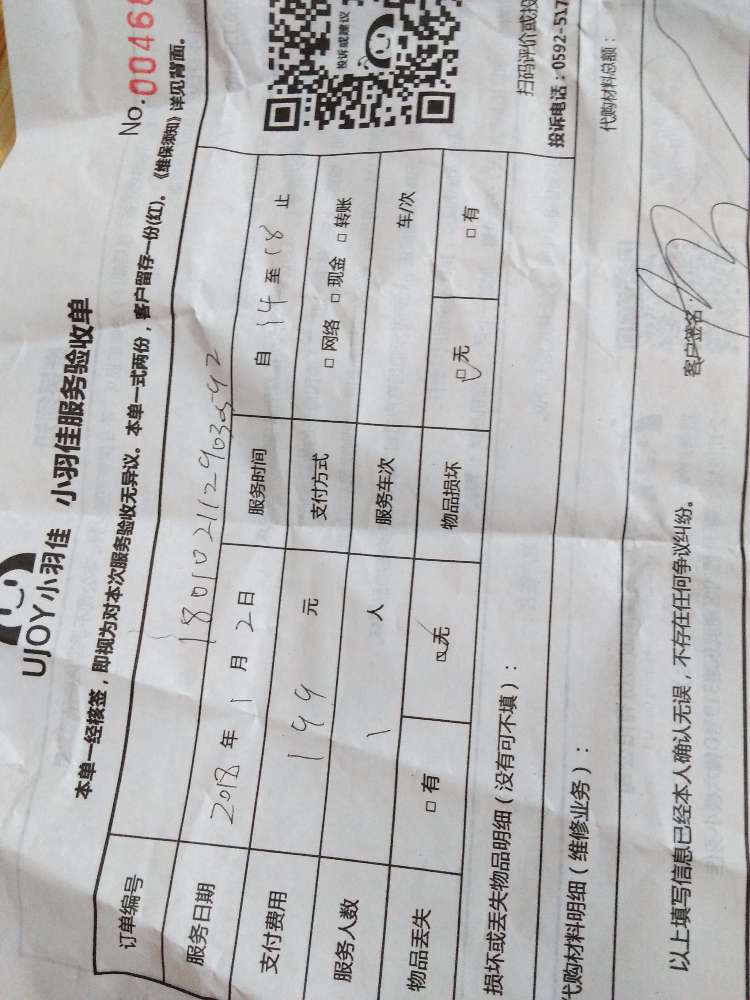 UJOY小羽佳 小羽佳服务验收单
No.00468
本单一经核签，即视为对本次服务验收无异议。本单一式两份，客户留存一份(红)。《维保须知》详见背面。
订单编号
服务日期 2018 年 1 月 2 日 服务时间 自 14 至 18 止
支付费用 199 元 支付方式 □ 网络 □ 现金 □ 转账
服务人数 1 人 服务车次 车/次
物品丢失 □ 有 ☑ 无 物品损坏 ☑ 无 □ 有
投诉或建议
扫码评价或投
投诉电话：0592-517
损坏或丢失物品明细（没有可不填）：
代购材料明细（维修业务）：
代购材料总额：
以上填写信息已经本人确认无误，不存在任何争议纠纷。
客户签名：